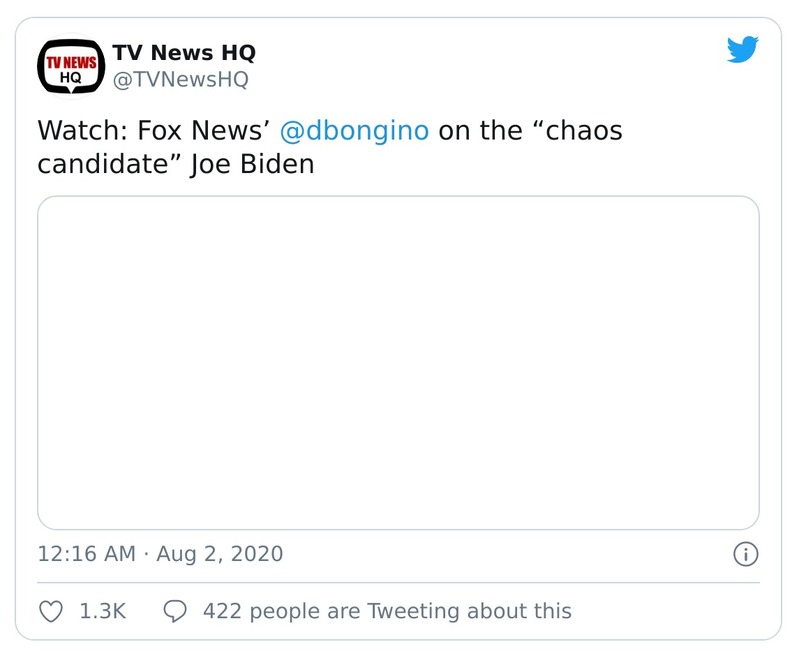 TV NEWS
HQ
TV News HQ
@TVNewsHQ
Watch: Fox News’ @dbongino on the “chaos
candidate” Joe Biden
12:16 AM · Aug 2, 2020
1.3K
422 people are Tweeting about this